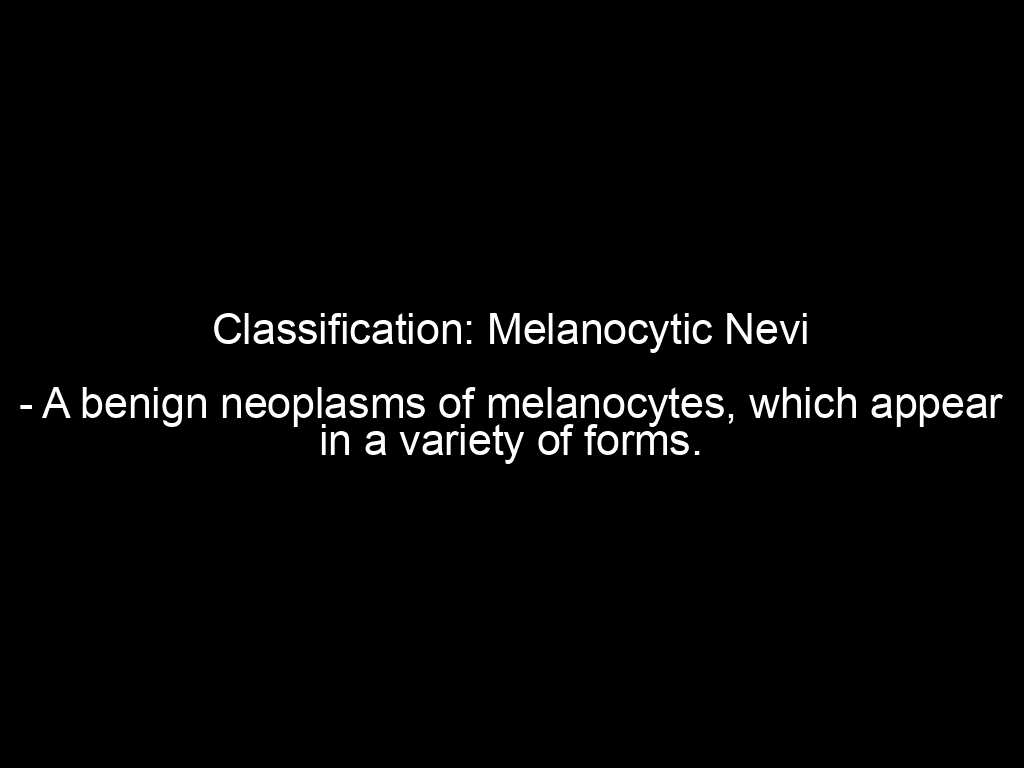 Classification: Melanocytic Nevi
- A benign neoplasms of melanocytes, which appear
in a variety of forms.